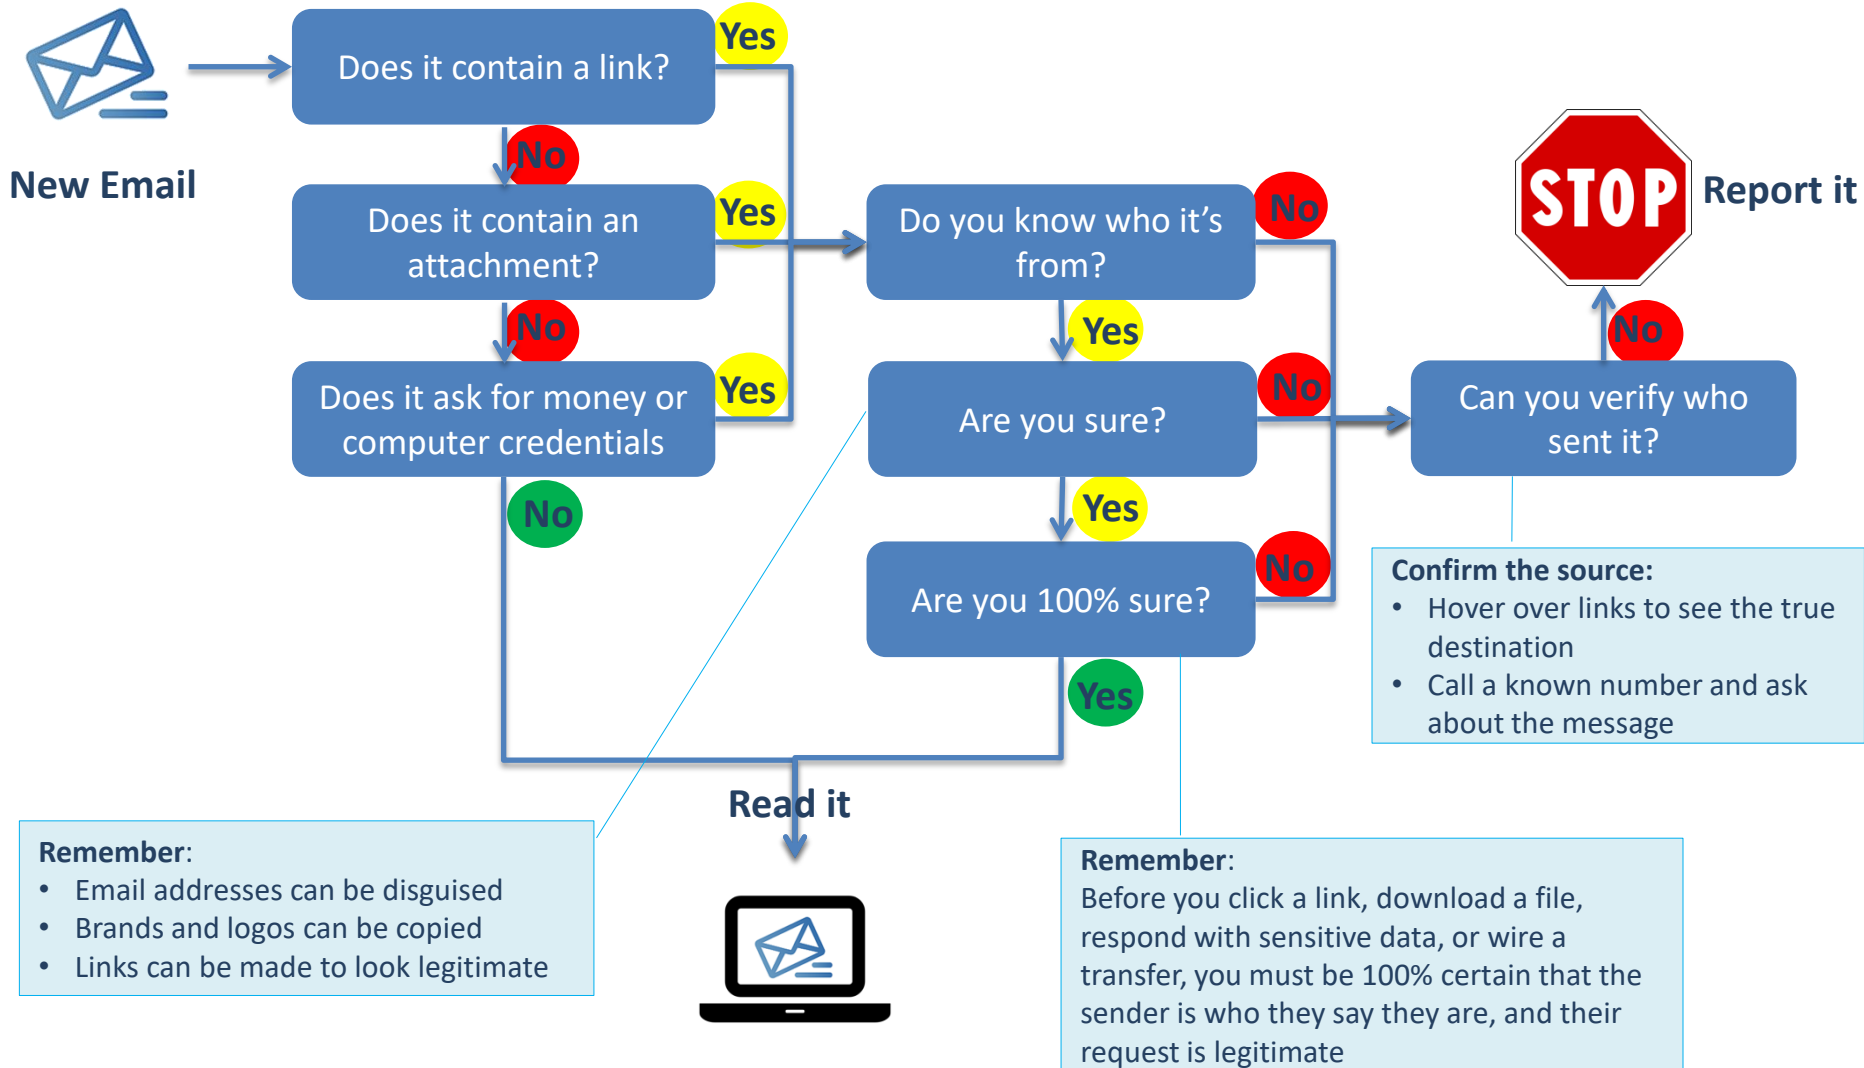 New Email
Does it contain a link?
Yes
No
Does it contain an
attachment?
Yes
No
Does it ask for money or
computer credentials
Yes
No
Do you know who it's
from?
No
Yes
Are you sure?
No
Yes
Are you 100% sure?
No
Yes
Can you verify who
sent it?
No
STOP
Report it
Confirm the source:
• Hover over links to see the true
destination
• Call a known number and ask
about the message
Read it
Remember:
• Email addresses can be disguised
• Brands and logos can be copied
• Links can be made to look legitimate
Remember:
Before you click a link, download a file,
respond with sensitive data, or wire a
transfer, you must be 100% certain that the
sender is who they say they are, and their
request is legitimate